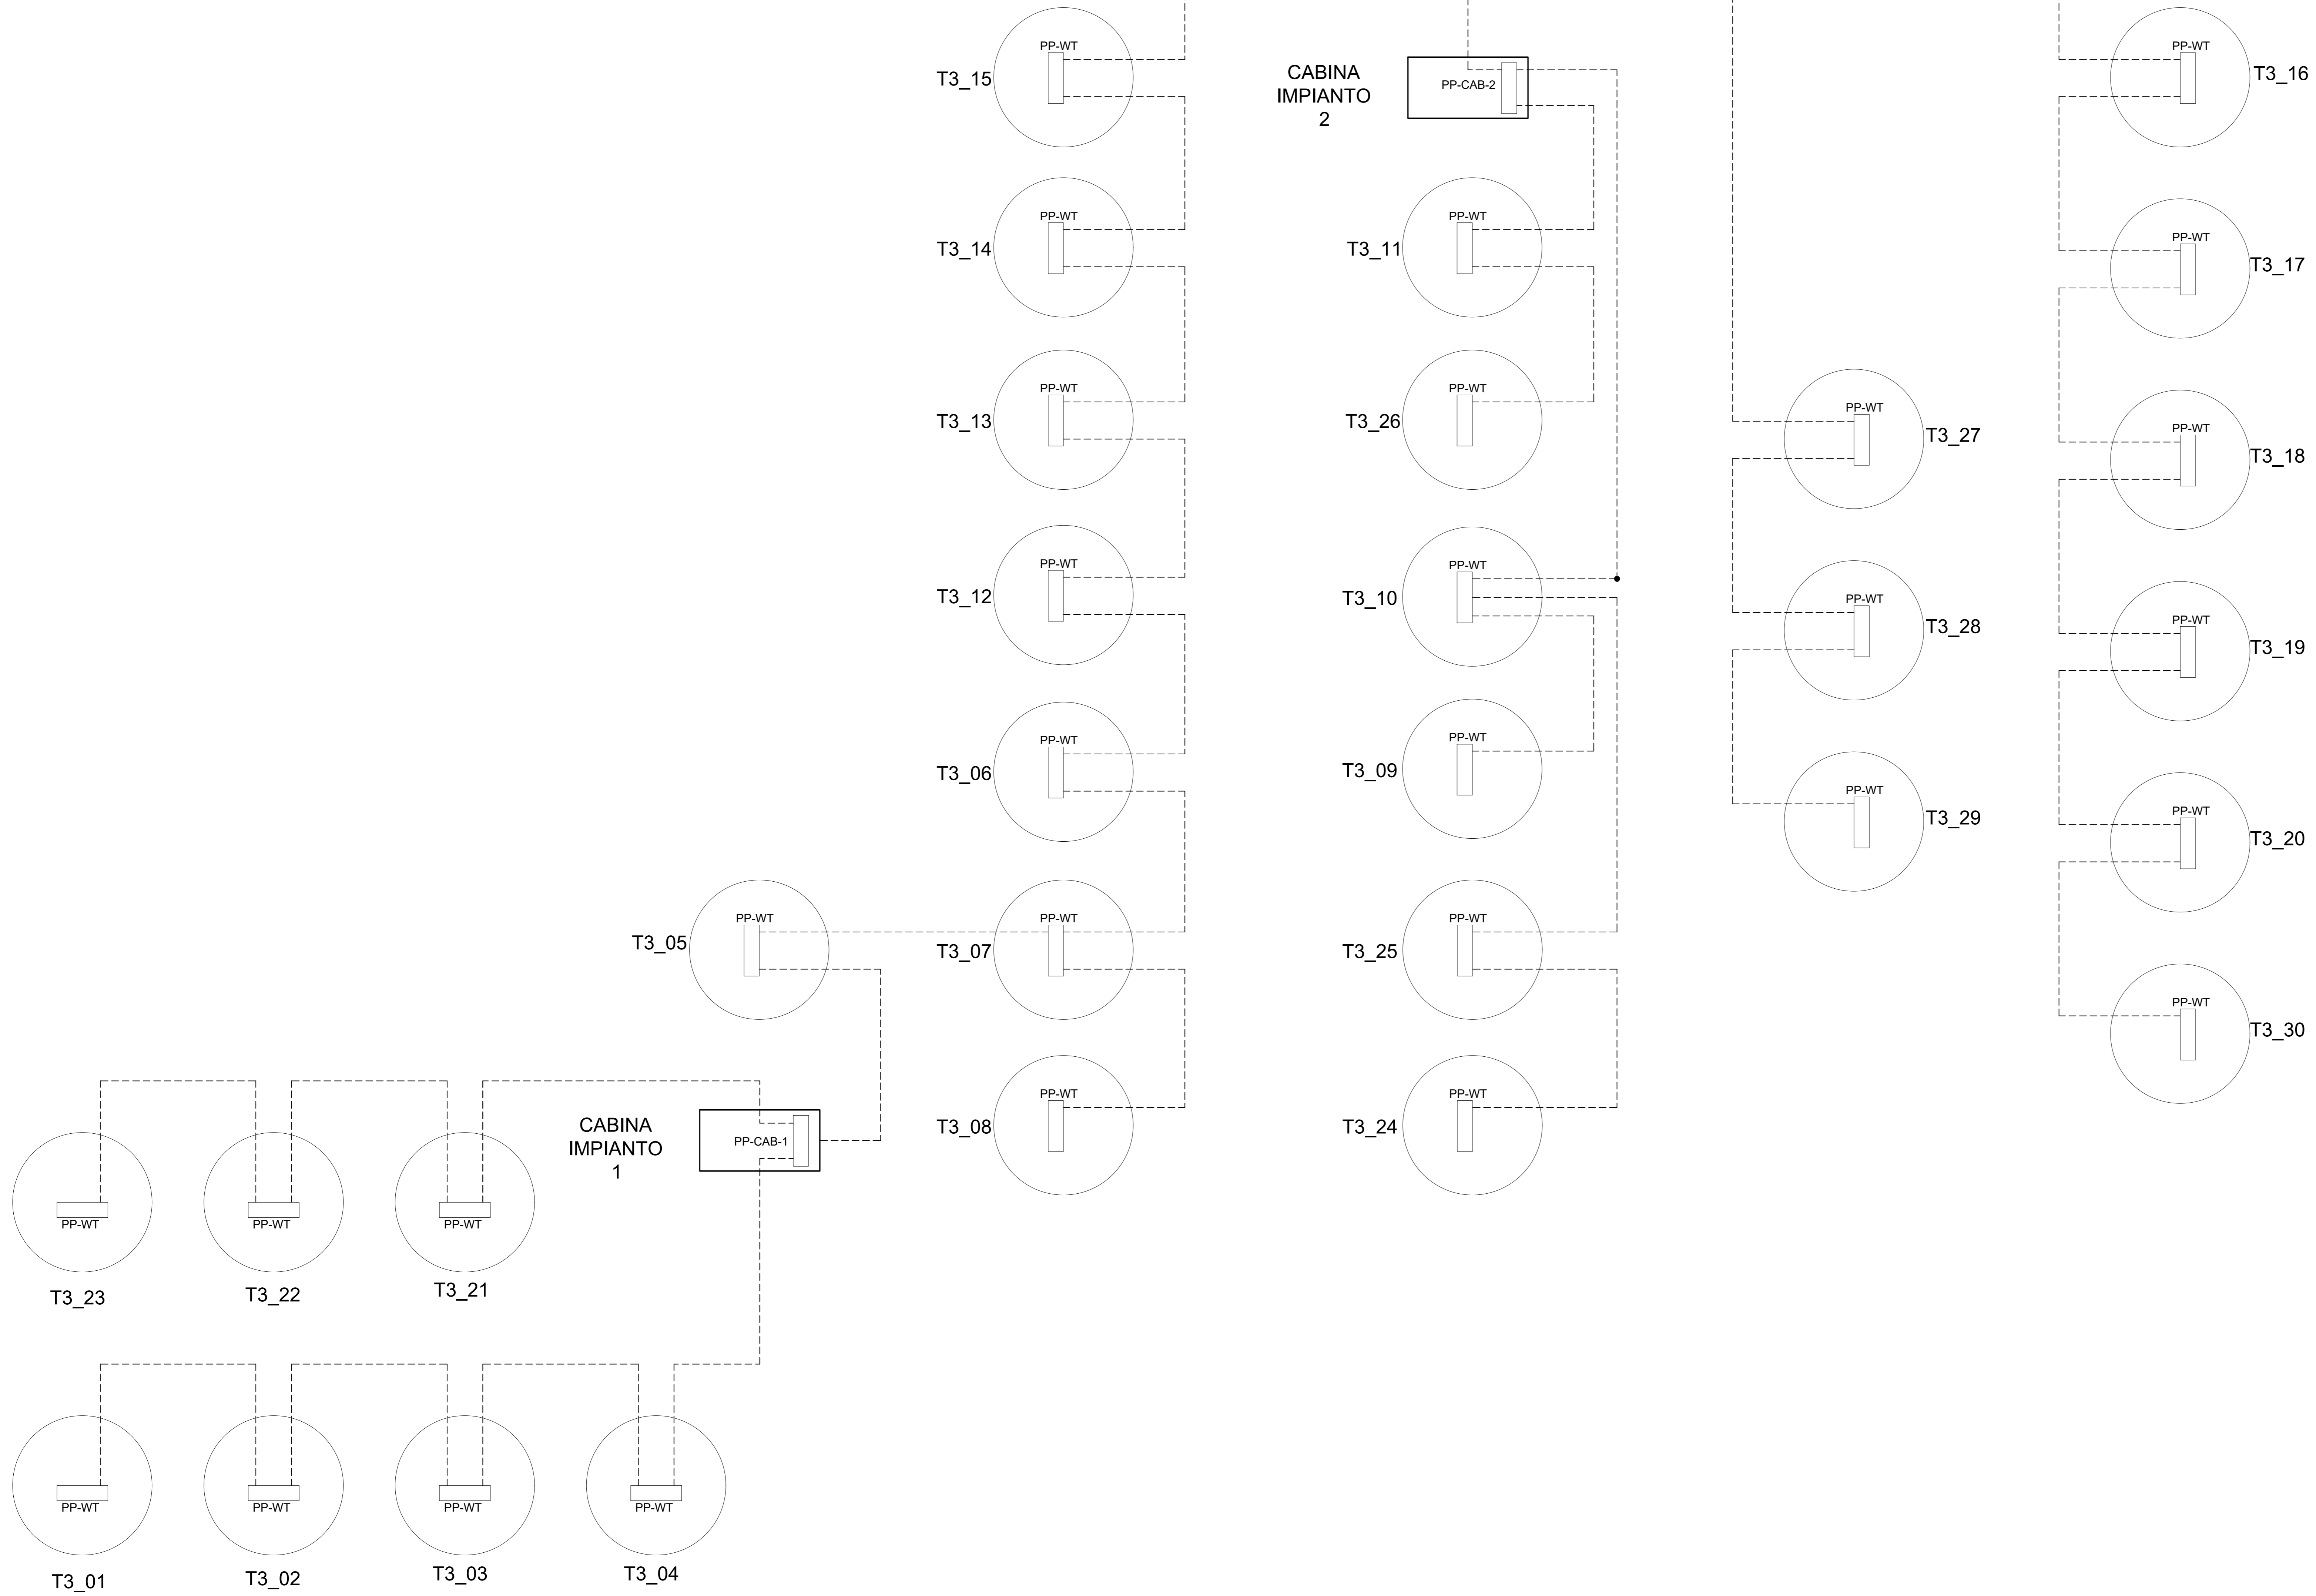 PP-WT
T3_15
CABINA
IMPIANTO
2
PP-CAB-2
PP-WT
T3_16
PP-WT
T3_14
PP-WT
T3_11
PP-WT
T3_17
PP-WT
T3_13
PP-WT
T3_26
PP-WT
T3_27
PP-WT
T3_18
PP-WT
T3_12
PP-WT
T3_10
PP-WT
T3_28
PP-WT
T3_19
PP-WT
T3_06
PP-WT
T3_09
PP-WT
T3_29
PP-WT
T3_20
PP-WT
T3_05
PP-WT
T3_07
PP-WT
T3_25
PP-WT
T3_30
CABINA
IMPIANTO
1
PP-CAB-1
PP-WT
T3_08
PP-WT
T3_24
PP-WT
T3_23
PP-WT
T3_22
PP-WT
T3_21
PP-WT
T3_01
PP-WT
T3_02
PP-WT
T3_03
PP-WT
T3_04